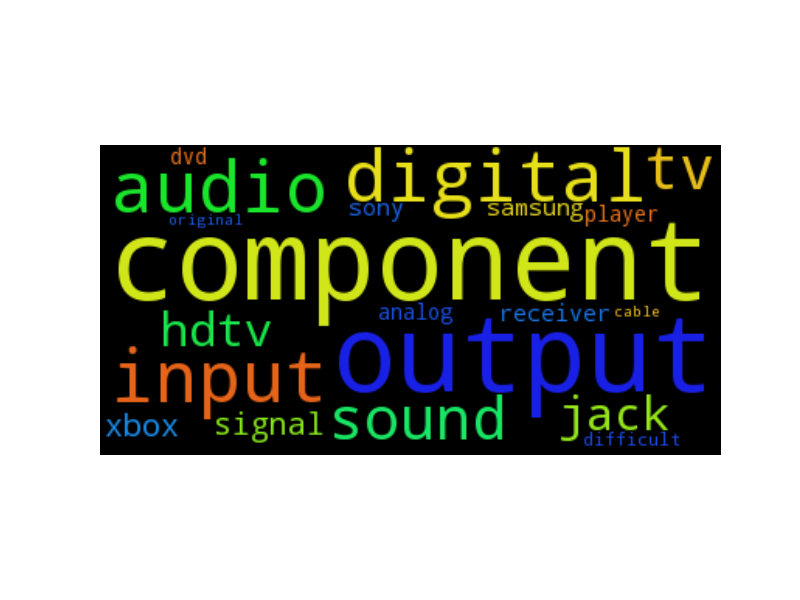 dvd
audio digital tv
original sony samsung player
component
hdtv analog receiver cable
input output
xbox signal sound jack
difficult